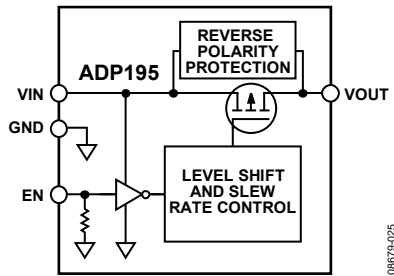 REVERSE
POLARITY
PROTECTION
ADP195
VIN
VOUT
GND
LEVEL SHIFT
AND SLEW
RATE CONTROL
EN
08679-025